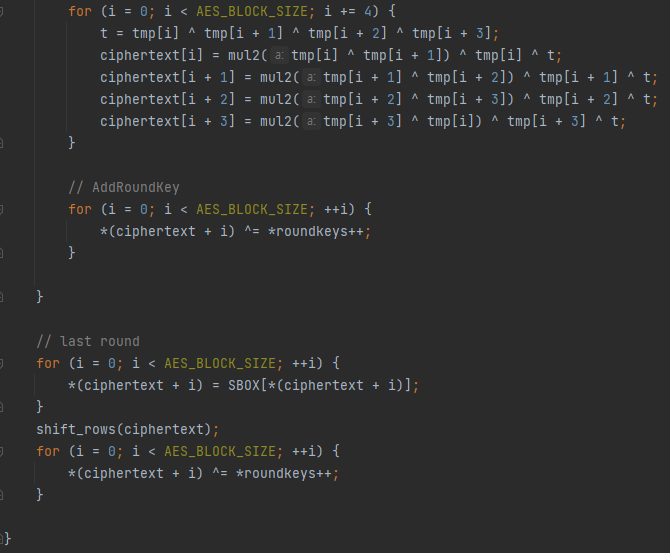 for (i = 0; i < AES_BLOCK_SIZE; i += 4) {
t = tmp[i] ^ tmp[i + 1] ^ tmp[i + 2] ^ tmp[i + 3];
ciphertext[i] = mul2( a: tmp[i] ^ tmp[i + 1]) ^ tmp[i] ^ t;
ciphertext[i + 1] = mul2( a: tmp[i + 1] ^ tmp[i + 2]) ^ tmp[i + 1] ^ t;
ciphertext[i + 2] = mul2( a: tmp[i + 2] ^ tmp[i + 3]) ^ tmp[i + 2] ^ t;
ciphertext[i + 3] = mul2( a: tmp[i + 3] ^ tmp[i]) ^ tmp[i + 3] ^ t;
}
// AddRoundKey
for (i = 0; i < AES_BLOCK_SIZE; ++i) {
*(ciphertext + i) ^= *roundkeys++;
}
}
// last round
for (i = 0; i < AES_BLOCK_SIZE; ++i) {
*(ciphertext + i) = SBOX[*(ciphertext + i)];
}
shift_rows(ciphertext);
for (i = 0; i < AES_BLOCK_SIZE; ++i) {
*(ciphertext + i) ^= *roundkeys++;
}
}